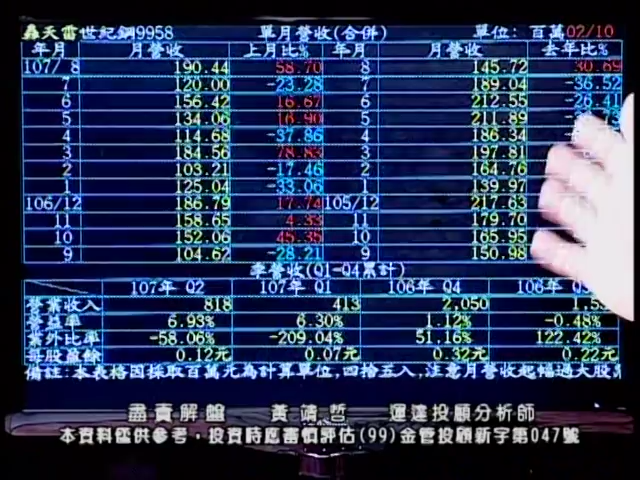 轟天雷世紀鋼9958 單月營收(合併) 單位: 百萬02/10
年月 月營收 上月比% 年月 月營收 去年比%
107/ 8 190.44 58.70 8 145.72 30.69
7 120.00 -23.28 7 189.04 -36.52
6 156.42 16.67 6 212.55 -26.41
5 134.06 16.90 5 211.89
4 114.68 -37.86 4 186.34
3 184.56 78.83 3 197.81
2 103.21 -17.46 2 164.76
1 125.04 -33.06 1 139.97
106/12 186.79 17.74 105/12 217.63
11 158.65 4.33 11 179.70
10 152.06 45.35 10 165.95
9 104.62 -28.21 9 150.98
季營收(Q1-Q4累計)
107年 Q2 107年 Q1 106年 Q4 106年
營業收入 818 413 2,050
營益率 6.93% 6.30% 1.12% -0.48%
業外比率 -58.06% -209.04% 51.16% 122.42%
每股盈餘 0.12元 0.07元 0.32元 0.22元
備註:本表格因採取百萬元為計算單位,四捨五入,注意月營收起幅過大股
盡責解盤 黃靖哲 運達投顧分析師
本資料僅供參考，投資時應審慎評估(99)金管投顧新字第047號